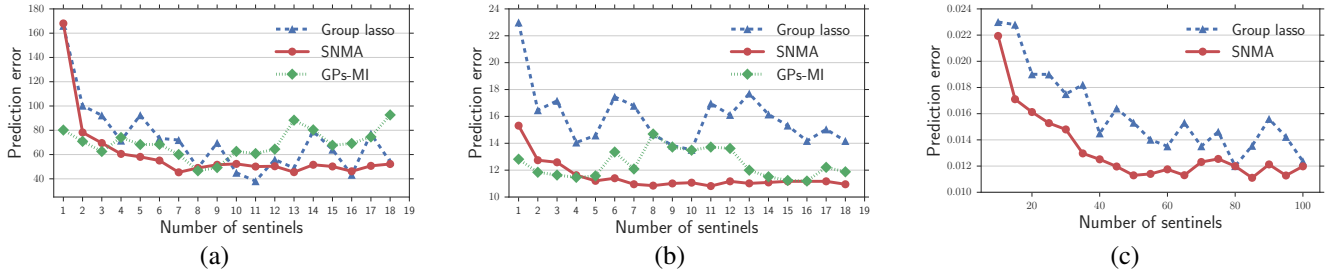 180
160
140
120
100
80
60
40
Prediction error
Group lasso
SNMA
GPs-MI
1 2 3 4 5 6 7 8 9 10 11 12 13 14 15 16 17 18 19
Number of sentinels
(a)
24
22
20
18
16
14
12
10
Prediction error
Group lasso
SNMA
GPs-MI
1 2 3 4 5 6 7 8 9 10 11 12 13 14 15 16 17 18 19
Number of sentinels
(b)
0.024
0.022
0.020
0.018
0.016
0.014
0.012
0.010
Prediction error
Group lasso
SNMA
20 40 60 80 100
Number of sentinels
(c)